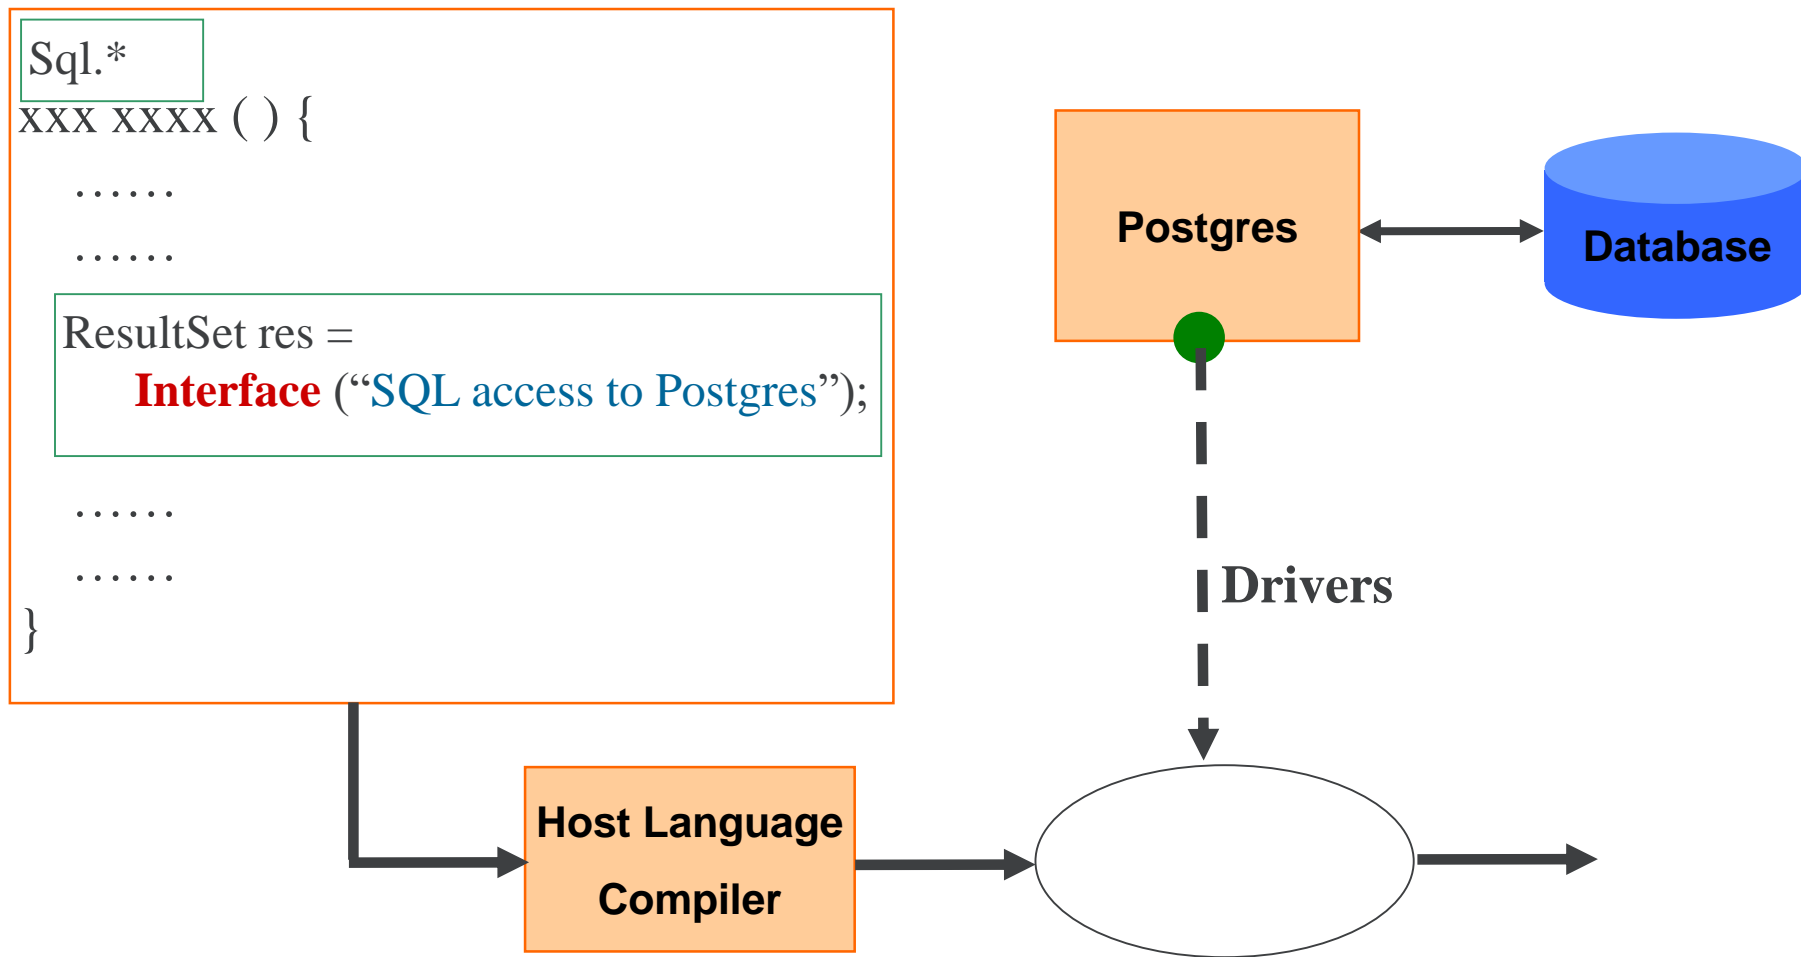 Sql.*
xxx xxxx ( ) {
……
……
ResultSet res =
Interface (“SQL access to Postgres”);
……
……
}
Postgres
Database
Drivers
Host Language
Compiler